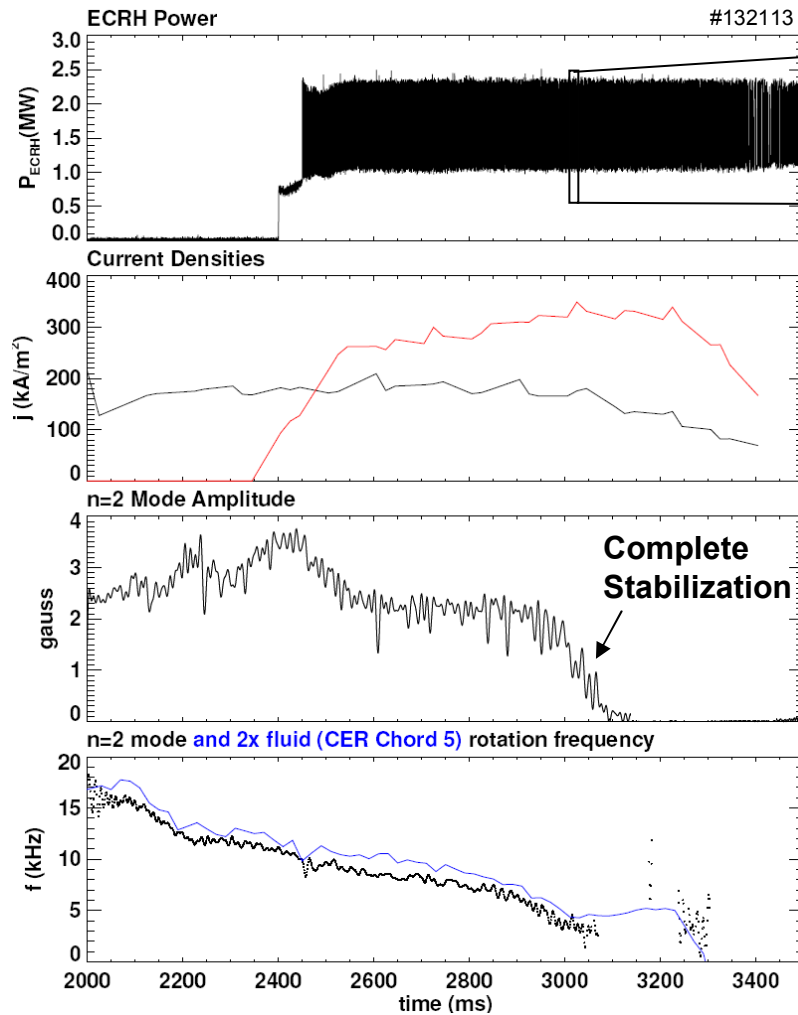 ECRH Power #132113
3.0
2.5
2.0
1.5
1.0
0.5
0.0
P_ECRH(MW)
Current Densities
400
300
200
100
0
j (kA/m²)
n=2 Mode Amplitude
4
3
2
1
0
gauss
Complete
Stabilization
n=2 mode and 2x fluid (CER Chord 5) rotation frequency
20
15
10
5
0
f (kHz)
2000 2200 2400 2600 2800 3000 3200 3400
time (ms)